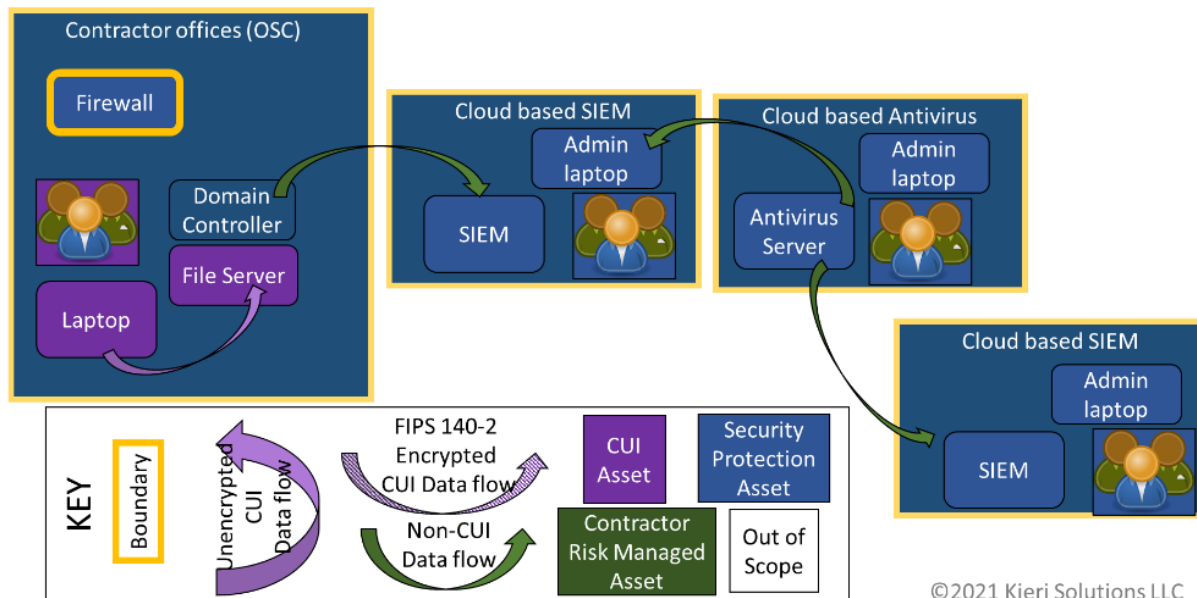 Contractor offices (OSC)
Firewall
Domain
Controller
File Server
Laptop
Cloud based SIEM
Admin
laptop
SIEM
Cloud based Antivirus
Admin
laptop
Antivirus
Server
Cloud based SIEM
Admin
laptop
SIEM
KEY
Boundary
Unencrypted
CUI
Data flow
FIPS 140-2
Encrypted
CUI Data flow
Non-CUI
Data flow
CUI
Asset
Security
Protection
Asset
Contractor
Risk Managed
Asset
Out of
Scope
©2021 Kieri Solutions LLC